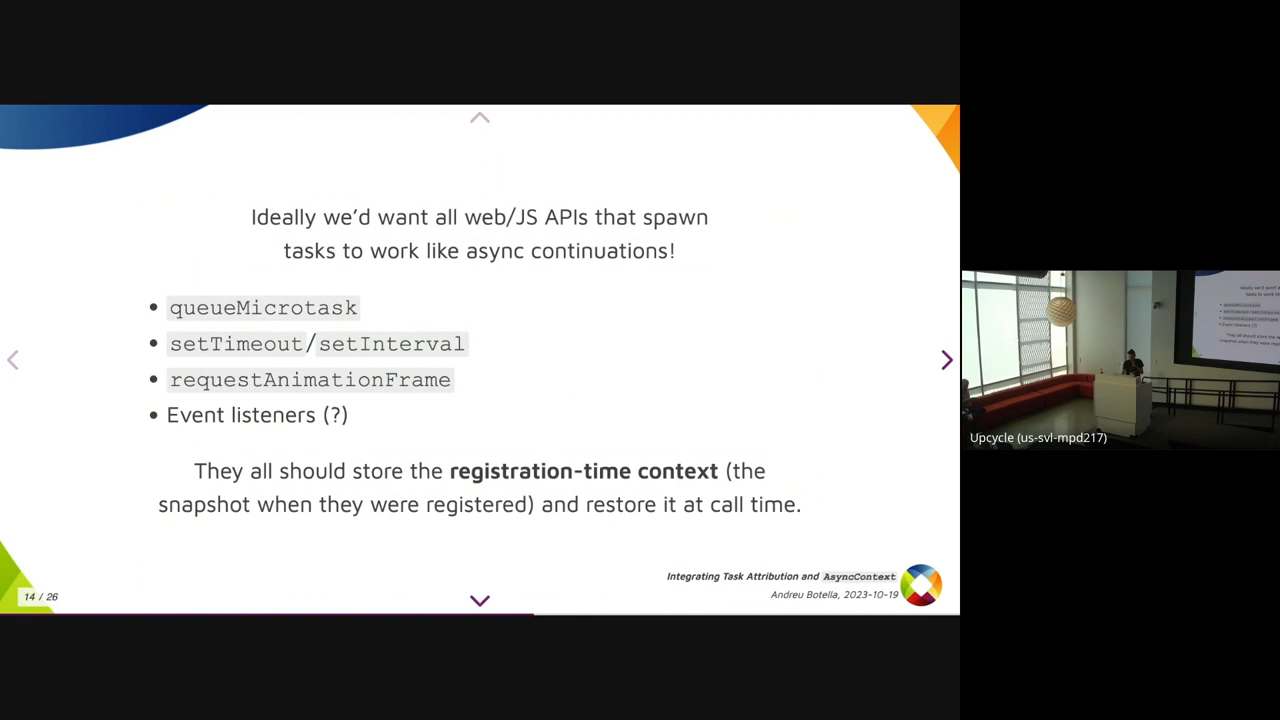 Ideally we’d want all web/JS APIs that spawn
tasks to work like async continuations!
• queueMicrotask
• setTimeout/setInterval
• requestAnimationFrame
• Event listeners (?)
They all should store the registration-time context (the
snapshot when they were registered) and restore it at call time.
Integrating Task Attribution and AsyncContext
Andreu Botella, 2023-10-19
14 / 26
Upcycle (us-svl-mpd217)